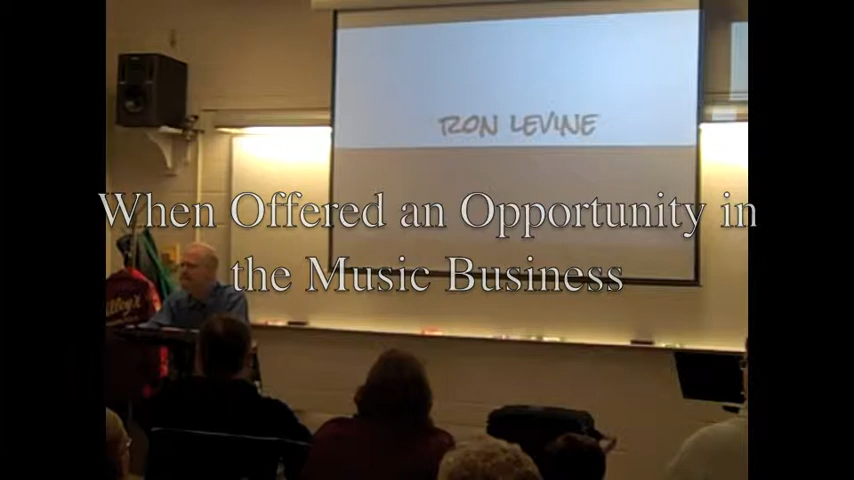 RON LEVINE
When Offered an Opportunity in
the Music Business